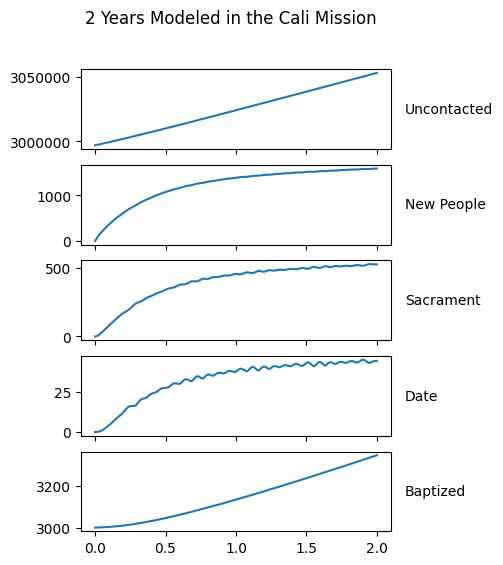 2 Years Modeled in the Cali Mission
3050000
Uncontacted
3000000
1000
New People
0
500
Sacrament
0
25
Date
0
3200
Baptized
3000
0.0 0.5 1.0 1.5 2.0